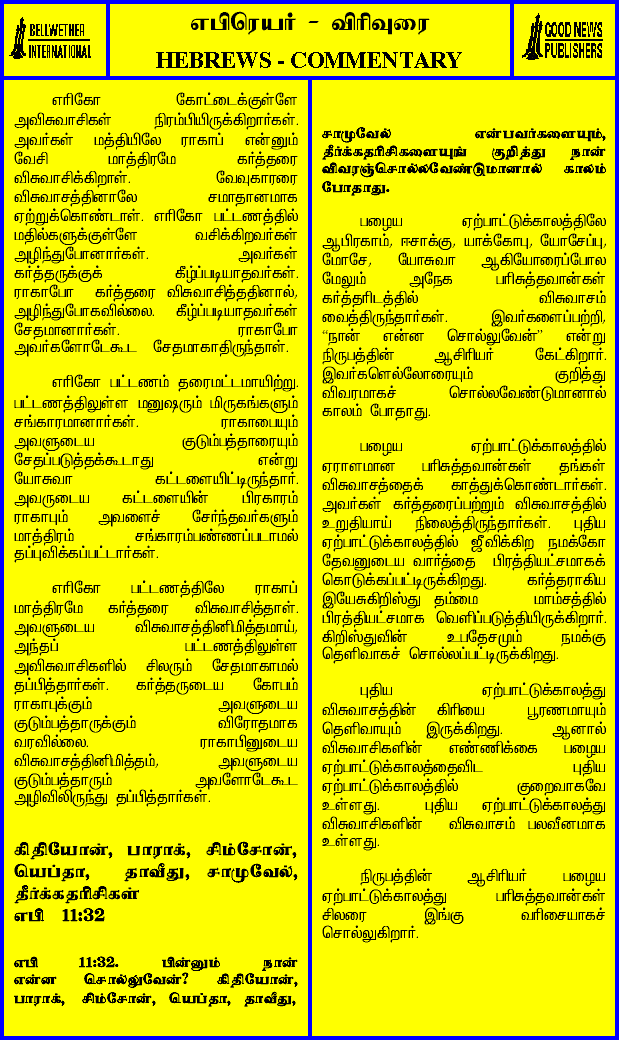 BELLWETHER
INTERNATIONAL
எபிரெயர் - விரிவுரை
HEBREWS - COMMENTARY
GOOD NEWS
PUBLISHERS
எரிகோ கோட்டைக்குள்ளே
அவிசுவாசிகள் நிரம்பியிருக்கிறார்கள்.
அவர்கள் மத்தியிலே ராகாப் என்னும்
வேசி மாத்திரமே கர்த்தரை
விசுவாசிக்கிறாள். வேவுகாரரை
விசுவாசத்தினாலே சமாதானமாக
ஏற்றுக்கொண்டாள். எரிகோ பட்டணத்தில்
மதில்களுக்குள்ளே வசிக்கிறவர்கள்
அழிந்துபோனார்கள். அவர்கள்
கர்த்தருக்குக் கீழ்ப்படியாதவர்கள்.
ராகாபோ கர்த்தரை விசுவாசித்ததினால்,
அழிந்துபோகவில்லை. கீழ்ப்படியாதவர்கள்
சேதமானார்கள். ராகாபோ
அவர்களோடேகூட சேதமாகாதிருந்தாள்.
எரிகோ பட்டணம் தரைமட்டமாயிற்று.
பட்டணத்திலுள்ள மனுஷரும் மிருகங்களும்
சங்காரமானார்கள். ராகாபையும்
அவளுடைய குடும்பத்தாரையும்
சேதப்படுத்தக்கூடாது என்று
யோசுவா கட்டளையிட்டிருந்தார்.
அவருடைய கட்டளையின் பிரகாரம்
ராகாபும் அவளைச் சேர்ந்தவர்களும்
மாத்திரம் சங்காரம்பண்ணப்படாமல்
தப்புவிக்கப்பட்டார்கள்.
எரிகோ பட்டணத்திலே ராகாப்
மாத்திரமே கர்த்தரை விசுவாசித்தாள்.
அவளுடைய விசுவாசத்தினிமித்தமாய்,
அந்தப் பட்டணத்திலுள்ள
அவிசுவாசிகளில் சிலரும் சேதமாகாமல்
தப்பித்தார்கள். கர்த்தருடைய கோபம்
ராகாபுக்கும் அவளுடைய
குடும்பத்தாருக்கும் விரோதமாக
வரவில்லை. ராகாபினுடைய
விசுவாசத்தினிமித்தம், அவளுடைய
குடும்பத்தாரும் அவளோடேகூட
அழிவிலிருந்து தப்பித்தார்கள்.
கிதியோன், பாராக், சிம்சோன்,
யெப்தா, தாவீது, சாமுவேல்,
தீர்க்கதரிசிகள்
எபி 11:32
எபி 11:32. பின்னும் நான்
என்ன சொல்லுவேன்? கிதியோன்,
பாராக், சிம்சோன், யெப்தா, தாவீது,
சாமுவேல் என்பவர்களையும்,
தீர்க்கதரிசிகளையுங் குறித்து நான்
விவரஞ்சொல்லவேண்டுமானால் காலம்
போதாது.
பழைய ஏற்பாட்டுக்காலத்திலே
ஆபிரகாம், ஈசாக்கு, யாக்கோபு, யோசேப்பு,
மோசே, யோசுவா ஆகியோரைப்போல
மேலும் அநேக பரிசுத்தவான்கள்
கர்த்தரிடத்தில் விசுவாசம்
வைத்திருந்தார்கள். இவர்களைப்பற்றி,
“நான் என்ன சொல்லுவேன்” என்று
நிருபத்தின் ஆசிரியர் கேட்கிறார்.
இவர்களெல்லோரையும் குறித்து
விவரமாகச் சொல்லவேண்டுமானால்
காலம் போதாது.
பழைய ஏற்பாட்டுக்காலத்தில்
ஏராளமான பரிசுத்தவான்கள் தங்கள்
விசுவாசத்தைக் காத்துக்கொண்டார்கள்.
அவர்கள் கர்த்தரைப்பற்றும் விசுவாசத்தில்
உறுதியாய் நிலைத்திருந்தார்கள். புதிய
ஏற்பாட்டுக்காலத்தில் ஜீவிக்கிற நமக்கோ
தேவனுடைய வார்த்தை பிரத்தியட்சமாகக்
கொடுக்கப்பட்டிருக்கிறது. கர்த்தராகிய
இயேசுகிறிஸ்து தம்மை மாம்சத்தில்
பிரத்தியட்சமாக வெளிப்படுத்தியிருக்கிறார்.
கிறிஸ்துவின் உபதேசமும் நமக்கு
தெளிவாகச் சொல்லப்பட்டிருக்கிறது.
புதிய ஏற்பாட்டுக்காலத்து
விசுவாசத்தின் கிரியை பூரணமாயும்
தெளிவாயும் இருக்கிறது. ஆனால்
விசுவாசிகளின் எண்ணிக்கை பழைய
ஏற்பாட்டுக்காலத்தைவிட புதிய
ஏற்பாட்டுக்காலத்தில் குறைவாகவே
உள்ளது. புதிய ஏற்பாட்டுக்காலத்து
விசுவாசிகளின் விசுவாசம் பலவீனமாக
உள்ளது.
நிருபத்தின் ஆசிரியர் பழைய
ஏற்பாட்டுக்காலத்து பரிசுத்தவான்கள்
சிலரை இங்கு வரிசையாகச்
சொல்லுகிறார்.